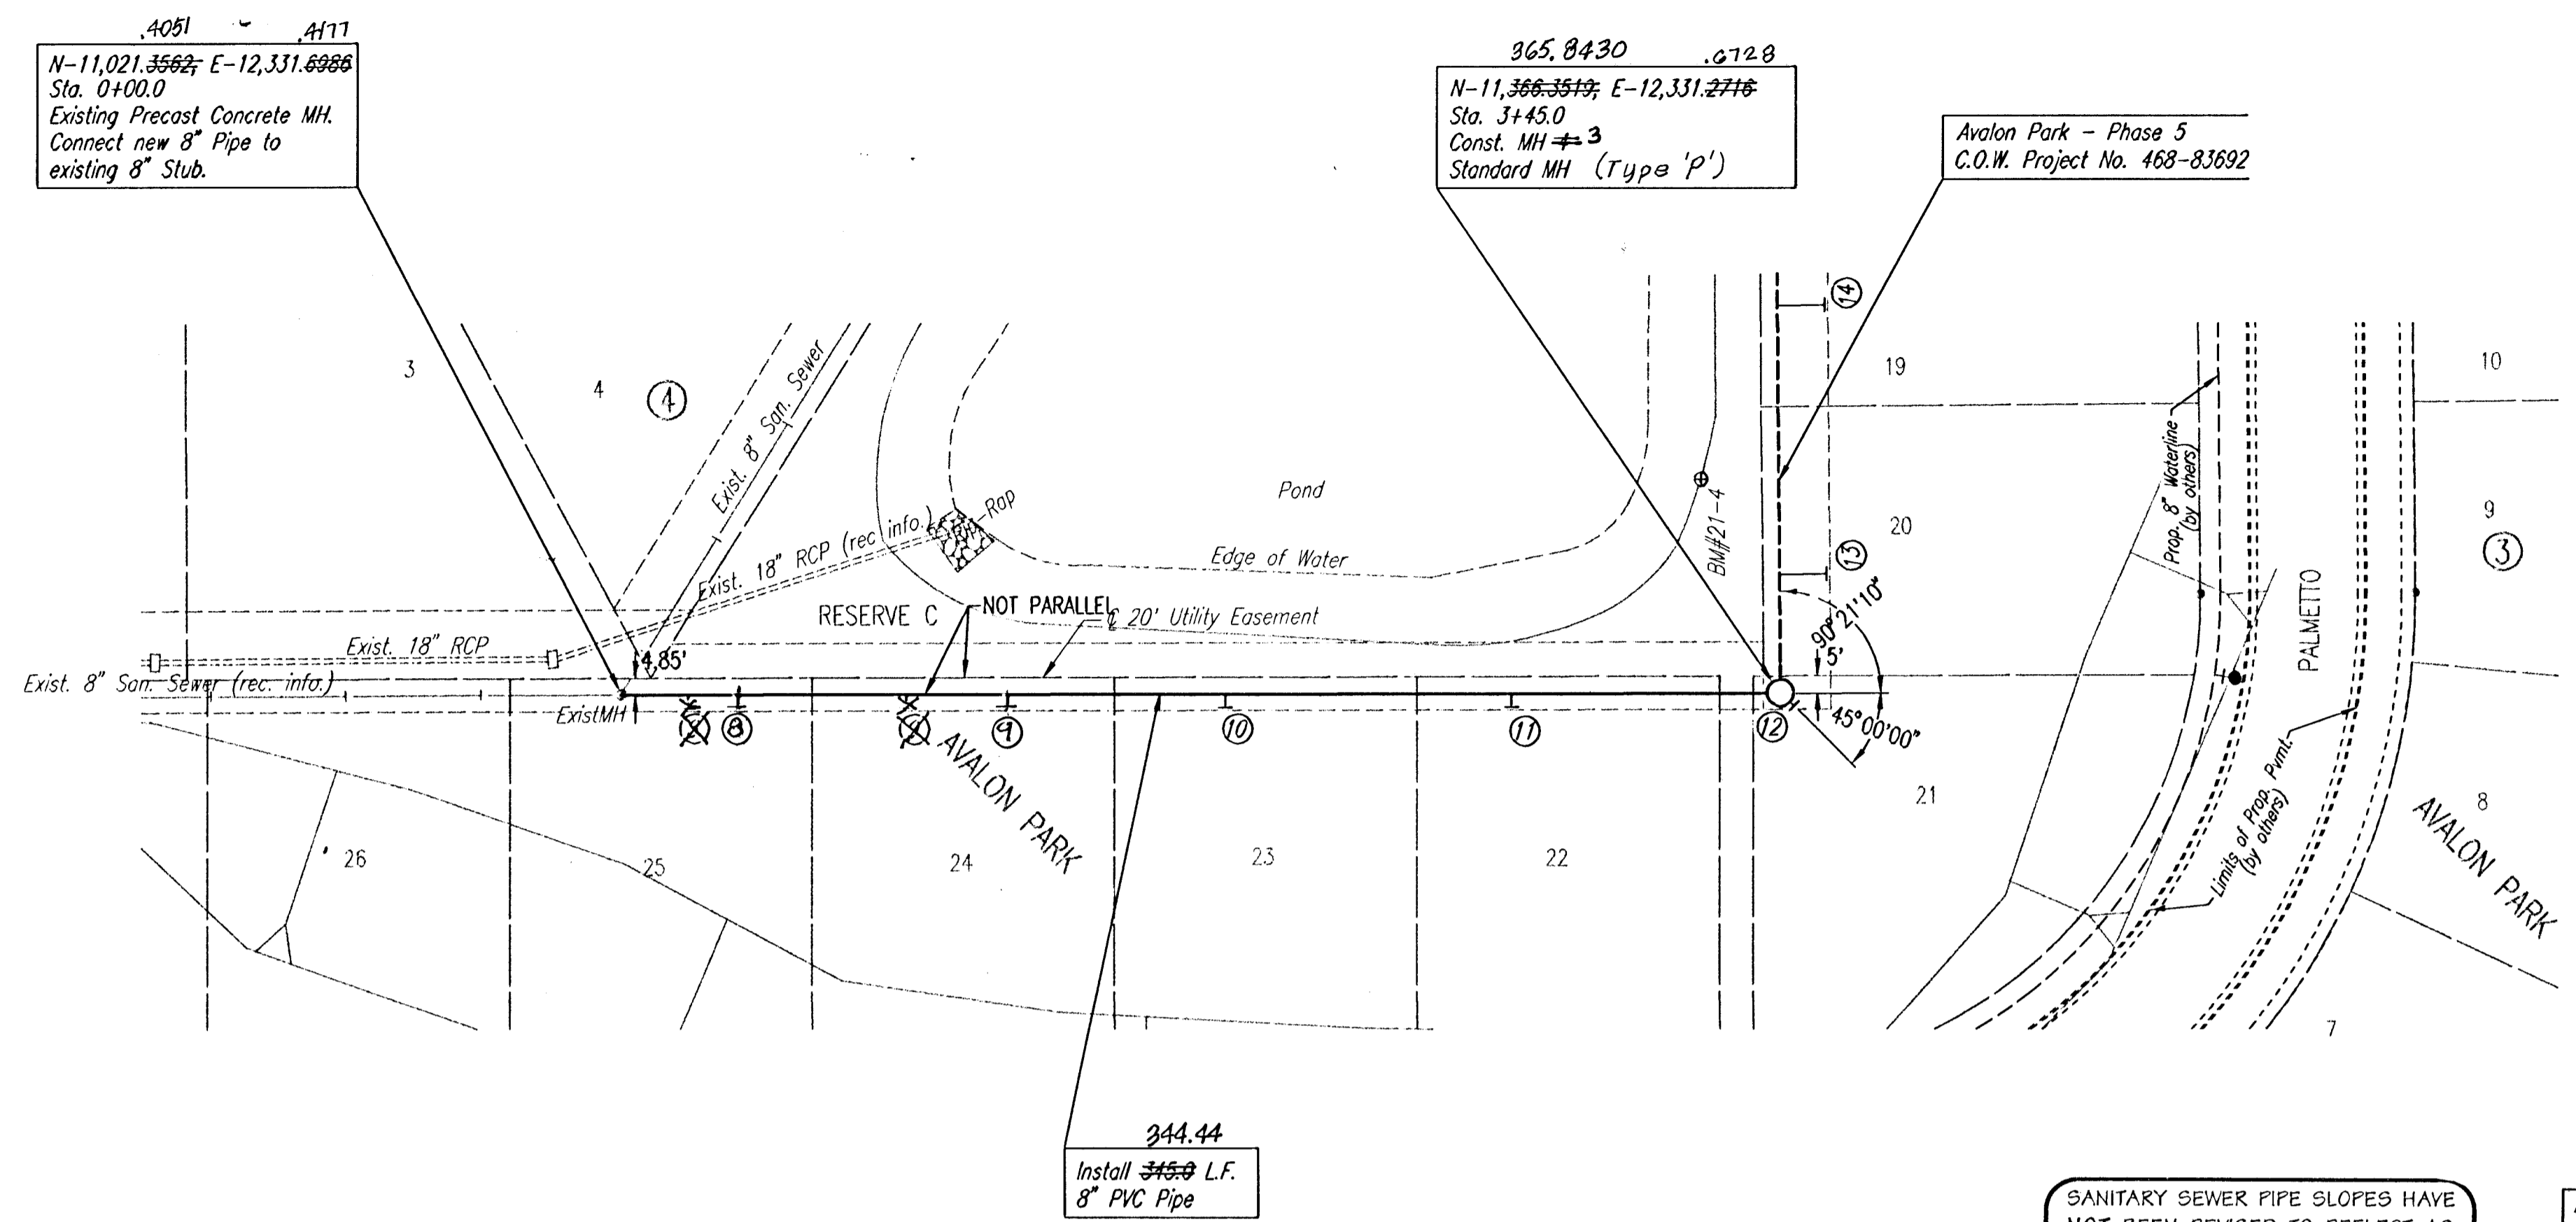 .4051 .4177
N-11,021.3562, E-12,331.6986
Sta. 0+00.0
Existing Precast Concrete MH.
Connect new 8" Pipe to
existing 8" Stub.
365.8430 .6728
N-11,366.3519, E-12,331.2716
Sta. 3+45.0
Const. MH # 3
Standard MH (Type 'P')
Avalon Park - Phase 5
C.O.W. Project No. 468-83692
14
3
4
4
Exist. 8" San. Sewer
19
10
Prop. 8" Waterline
(by others)
Pond
Rip-Rap
BM#21-4
20
9
3
13
Exist. 18" RCP (rec info.)
Edge of Water
90°21'10"
RESERVE C
NOT PARALLEL
℄ 20' Utility Easement
PALMETTO
Exist. 18" RCP
4.85'
5'
Exist. 8" San. Sewer (rec. info.)
Exist MH
8
9
10
11
12
45°00'00"
AVALON PARK
Limits of Prop. Pvmt.
(by others)
21
8
AVALON PARK
26
25
24
23
22
7
344.44
Install 345.0 L.F.
8" PVC Pipe
SANITARY SEWER PIPE SLOPES HAVE